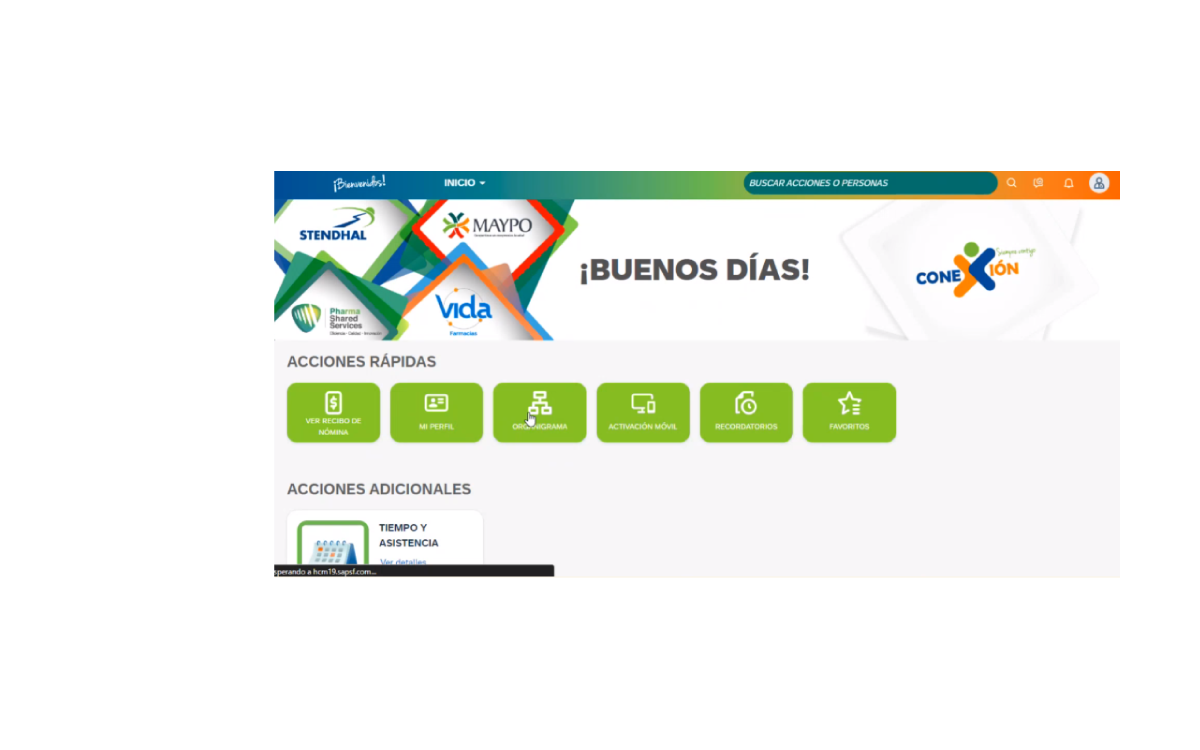 ¡Bienvenidos!
INICIO
BUSCAR ACCIONES O PERSONAS
STENDHAL
MAYPO
¡BUENOS DÍAS!
Siempre contigo
CONEXIÓN
Pharma
Shared
Services
Vida
Farmacias
ACCIONES RÁPIDAS
VER RECIBO DE
NÓMINA
MI PERFIL
ORGANIGRAMA
ACTIVACIÓN MÓVIL
RECORDATORIOS
FAVORITOS
ACCIONES ADICIONALES
TIEMPO Y
ASISTENCIA
Ver detalles
sperando a hcm19.sapsf.com...